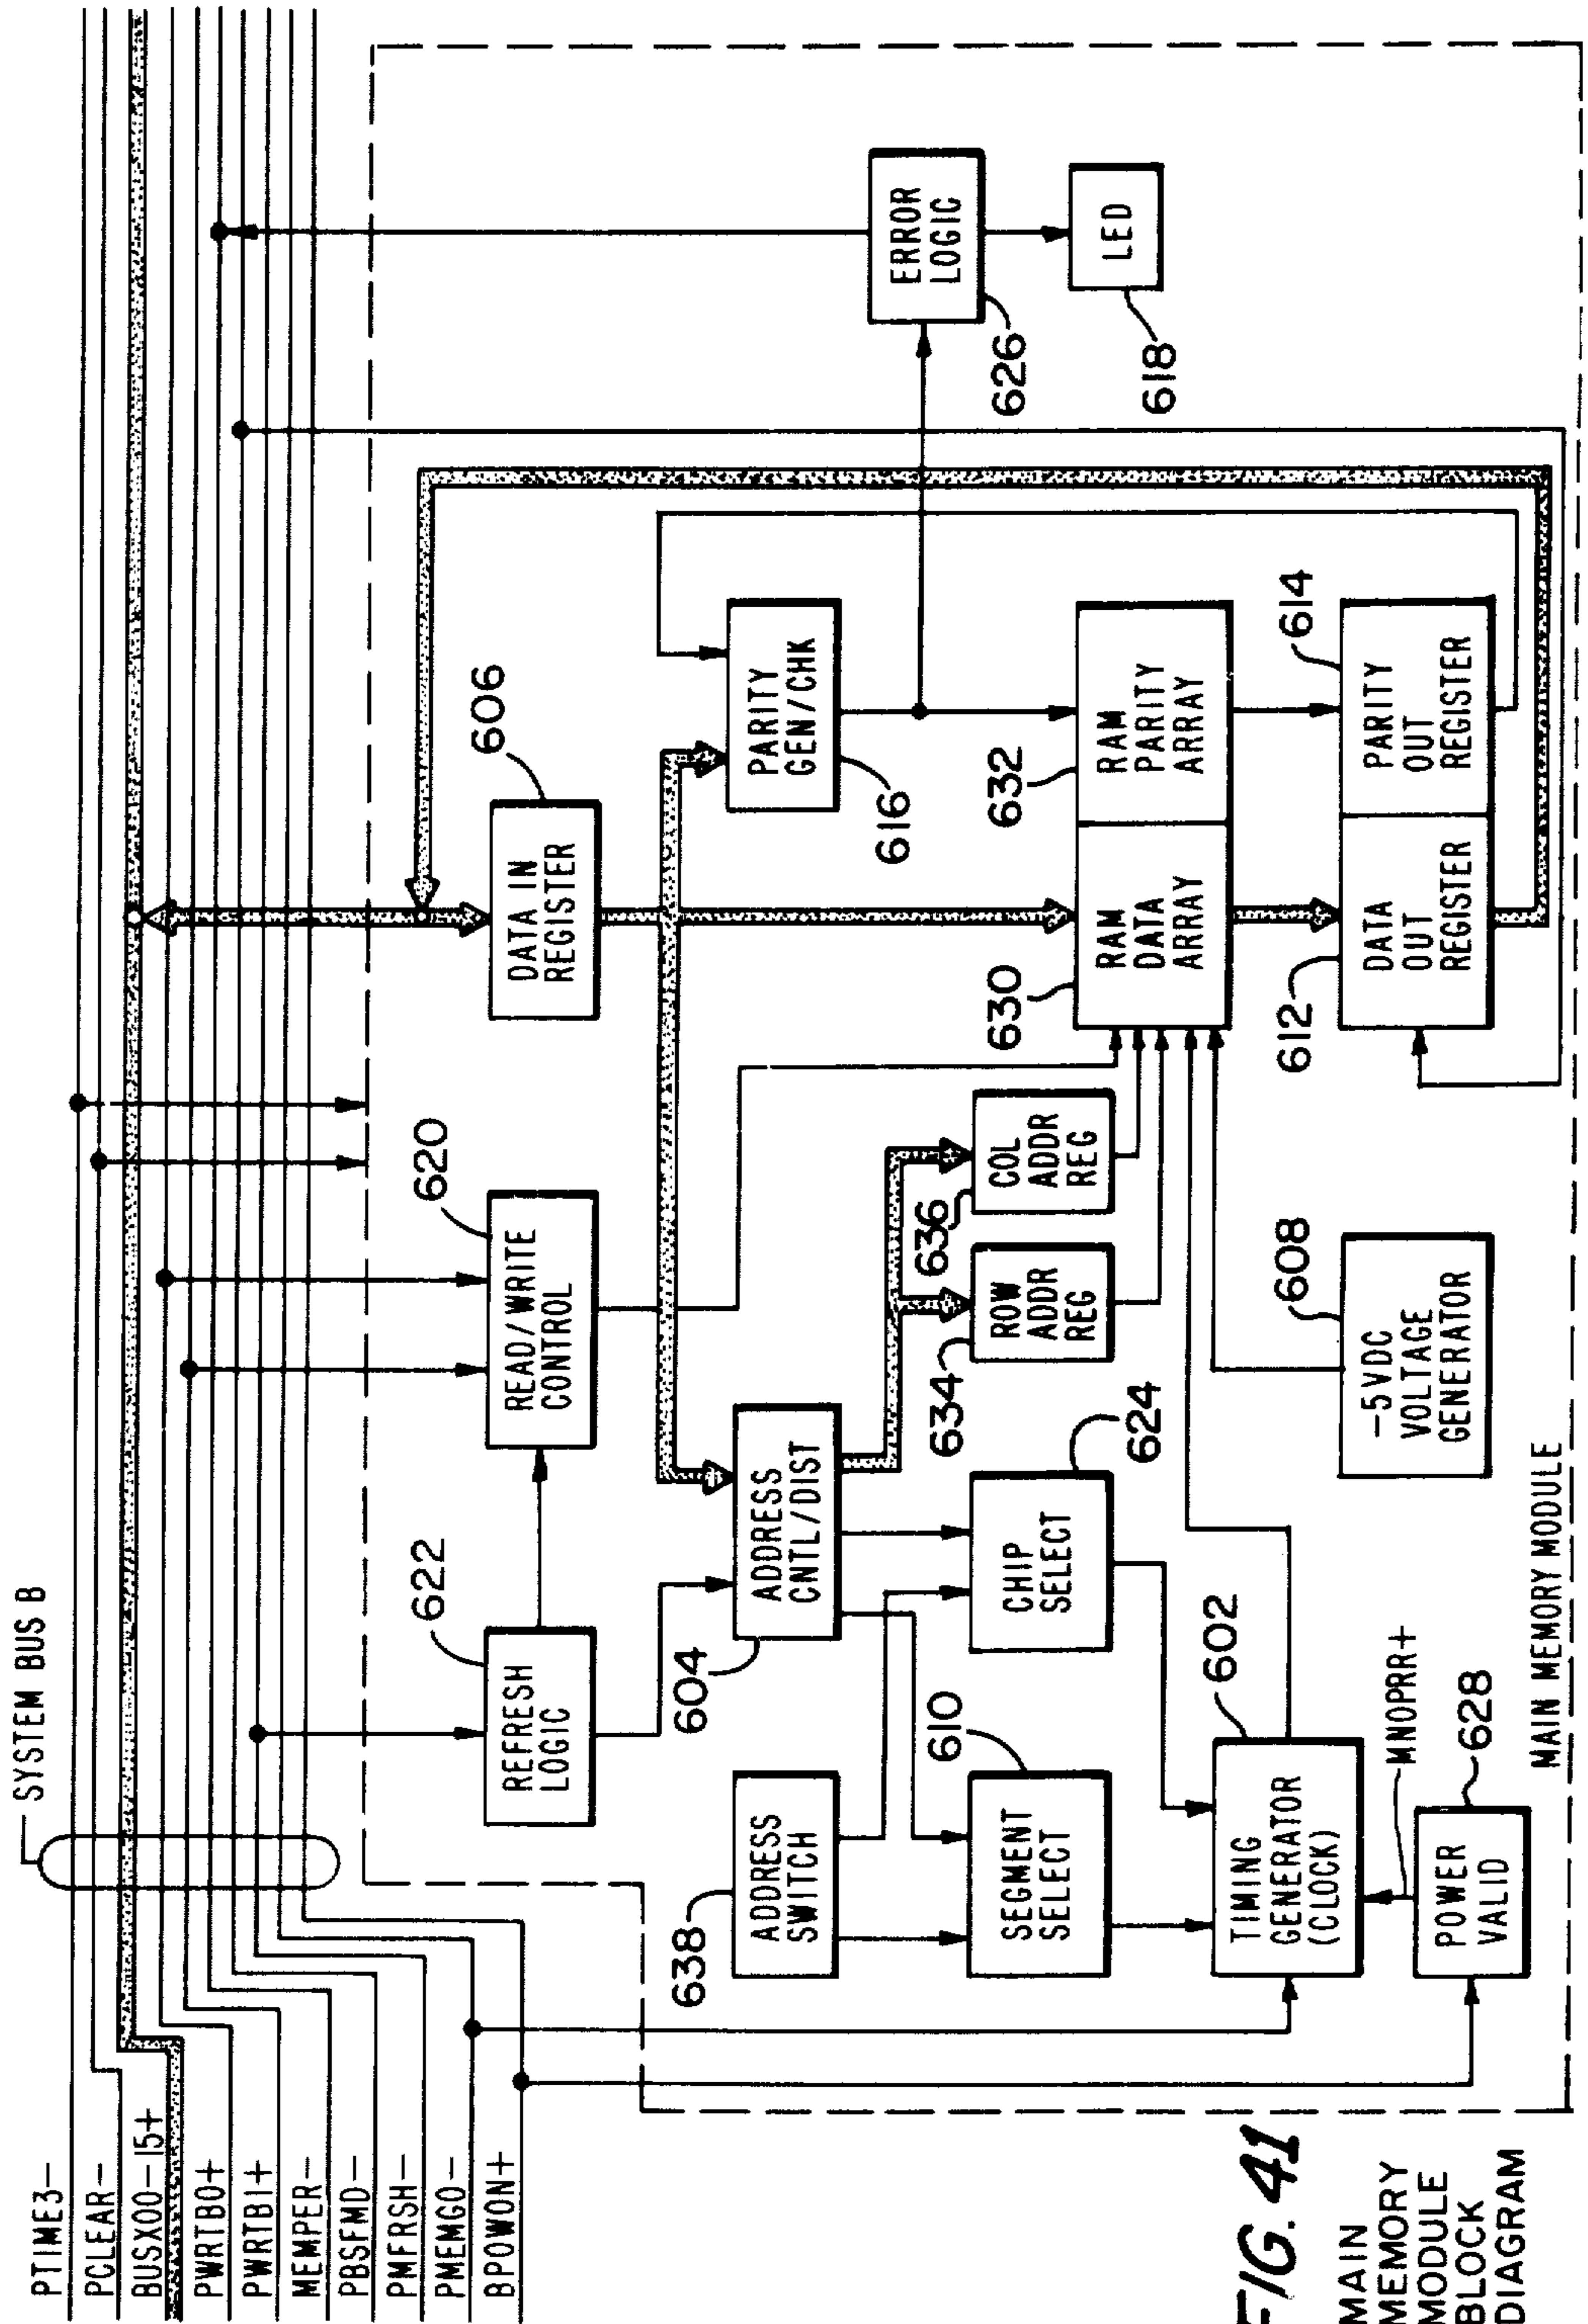 SYSTEM BUS B
PTIME3-
PCLEAR-
BUSX00-15+
PWRTB0+
PWRTB1+
MEMPER-
PBSFMD-
PMFRSH-
PMEMGO-
BPOWON+
622
REFRESH
LOGIC
620
READ/WRITE
CONTROL
606
DATA IN
REGISTER
638
ADDRESS
SWITCH
604
ADDRESS
CNTL/DIST
616
PARITY
GEN/CHK
626
ERROR
LOGIC
610
SEGMENT
SELECT
624
CHIP
SELECT
634
ROW
ADDR
REG
636
COL
ADDR
REG
630
RAM
DATA
ARRAY
632
RAM
PARITY
ARRAY
618
LED
602
TIMING
GENERATOR
(CLOCK)
608
-5VDC
VOLTAGE
GENERATOR
612
DATA
OUT
REGISTER
614
PARITY
OUT
REGISTER
MNOPRR+
628
POWER
VALID
MAIN MEMORY MODULE
FIG. 41
MAIN
MEMORY
MODULE
BLOCK
DIAGRAM